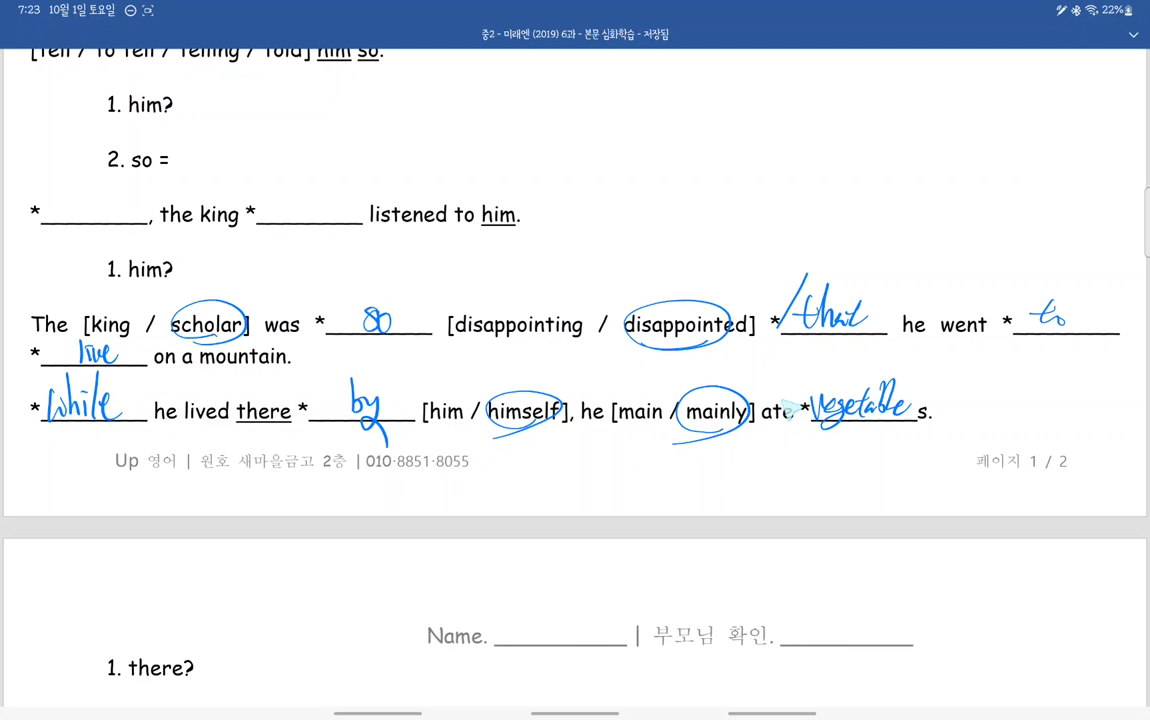 7:23 10월 1일 토요일 22%
중2 - 미래엔 (2019) 6과 - 본문 심화학습 - 저장됨
[Tell / To tell / Telling / Told] him so.
1. him?
2. so =
*________, the king *________ listened to him.
1. him?
The [king / scholar] was * so [disappointing / disappointed] * that he went * to
* live on a mountain.
* While he lived there * by [him / himself], he [main / mainly] ate * vegetable s.
Up 영어 | 원호 새마을금고 2층 | 010·8851·8055 페이지 1 / 2
Name. ____________ | 부모님 확인. ____________
1. there?